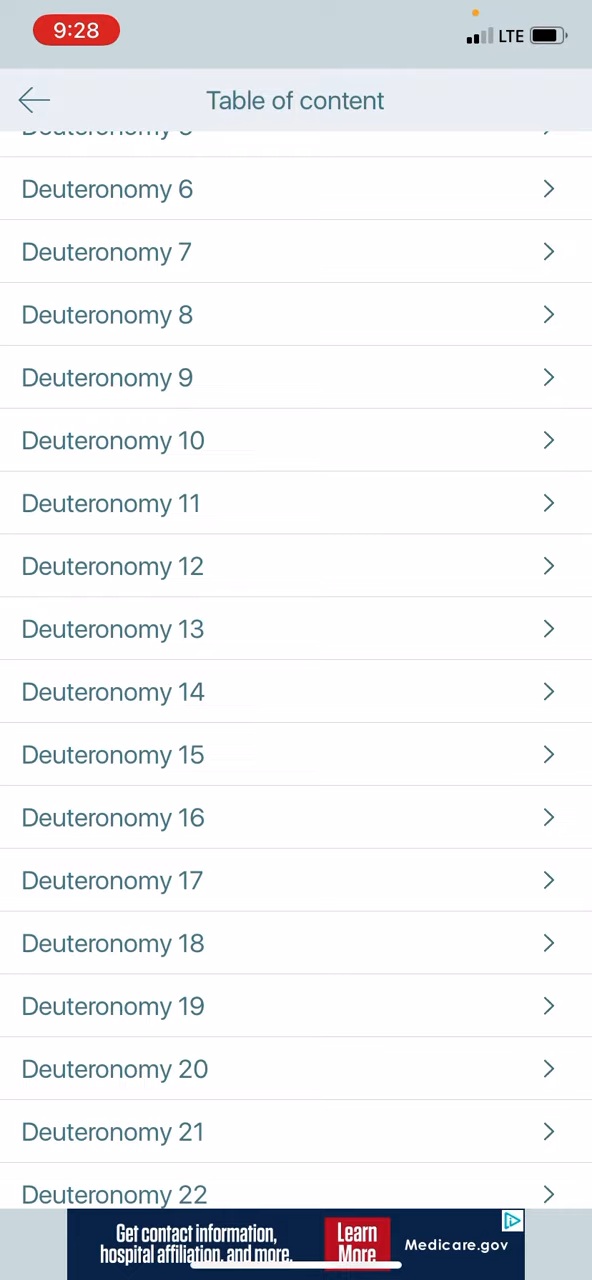 9:28
LTE
Table of content
Deuteronomy 6
Deuteronomy 7
Deuteronomy 8
Deuteronomy 9
Deuteronomy 10
Deuteronomy 11
Deuteronomy 12
Deuteronomy 13
Deuteronomy 14
Deuteronomy 15
Deuteronomy 16
Deuteronomy 17
Deuteronomy 18
Deuteronomy 19
Deuteronomy 20
Deuteronomy 21
Deuteronomy 22
Get contact information,
hospital affiliation, and more.
Learn
More
Medicare.gov